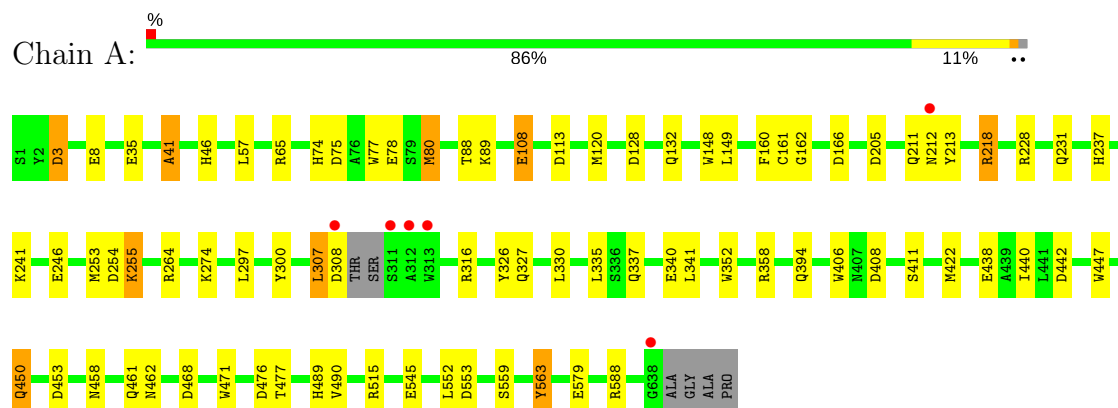 %
Chain A:
86% 11% ••
S1 Y2 D3 E8 E35 A41 H46 L57 R65 H74 D75 A76 W77 E78 S79 M80 T88 K89 E108 D113 M120 D128 Q132 W148 L149 F160 C161 G162 D166 D205 Q211 N212 Y213 R218 R228 Q231 H237
K241 E246 M253 D254 K255 R264 K274 L297 Y300 L307 D308 THR SER S311 A312 W313 R316 Y326 Q327 L330 L335 S336 Q337 E340 L341 W352 R358 Q394 W406 N407 D408 S411 M422 E438 A439 I440 L441 D442 W447
Q450 D453 N458 Q461 N462 D468 W471 D476 T477 H489 V490 R515 E545 L552 D553 S559 Y563 E579 R588 G638 ALA GLY ALA PRO